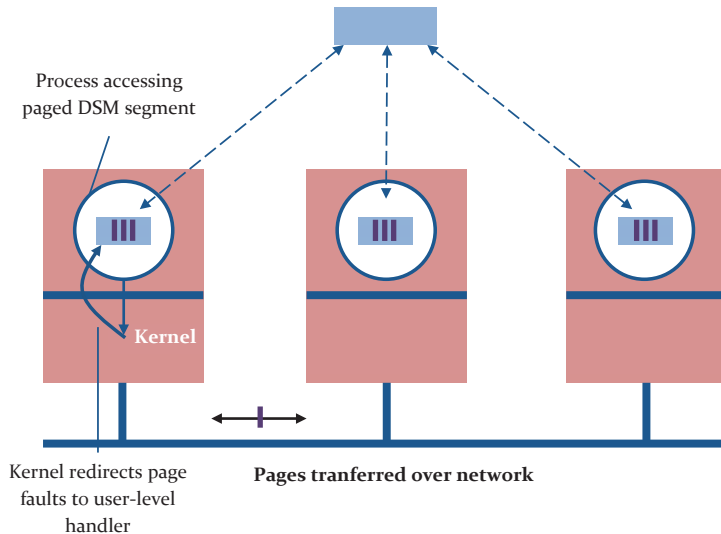 Process accessing
paged DSM segment
Kernel
Kernel redirects page
faults to user-level
handler
Pages tranferred over network